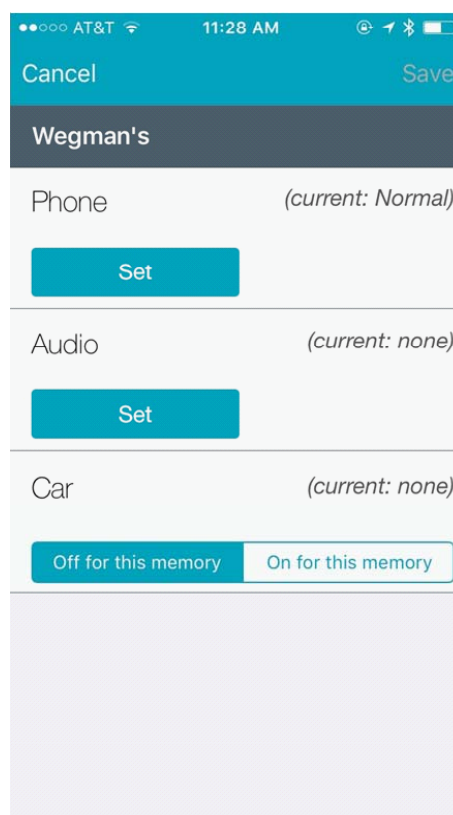 AT&T 11:28 AM
Cancel Save
Wegman's
Phone (current: Normal)
Set
Audio (current: none)
Set
Car (current: none)
Off for this memory On for this memory